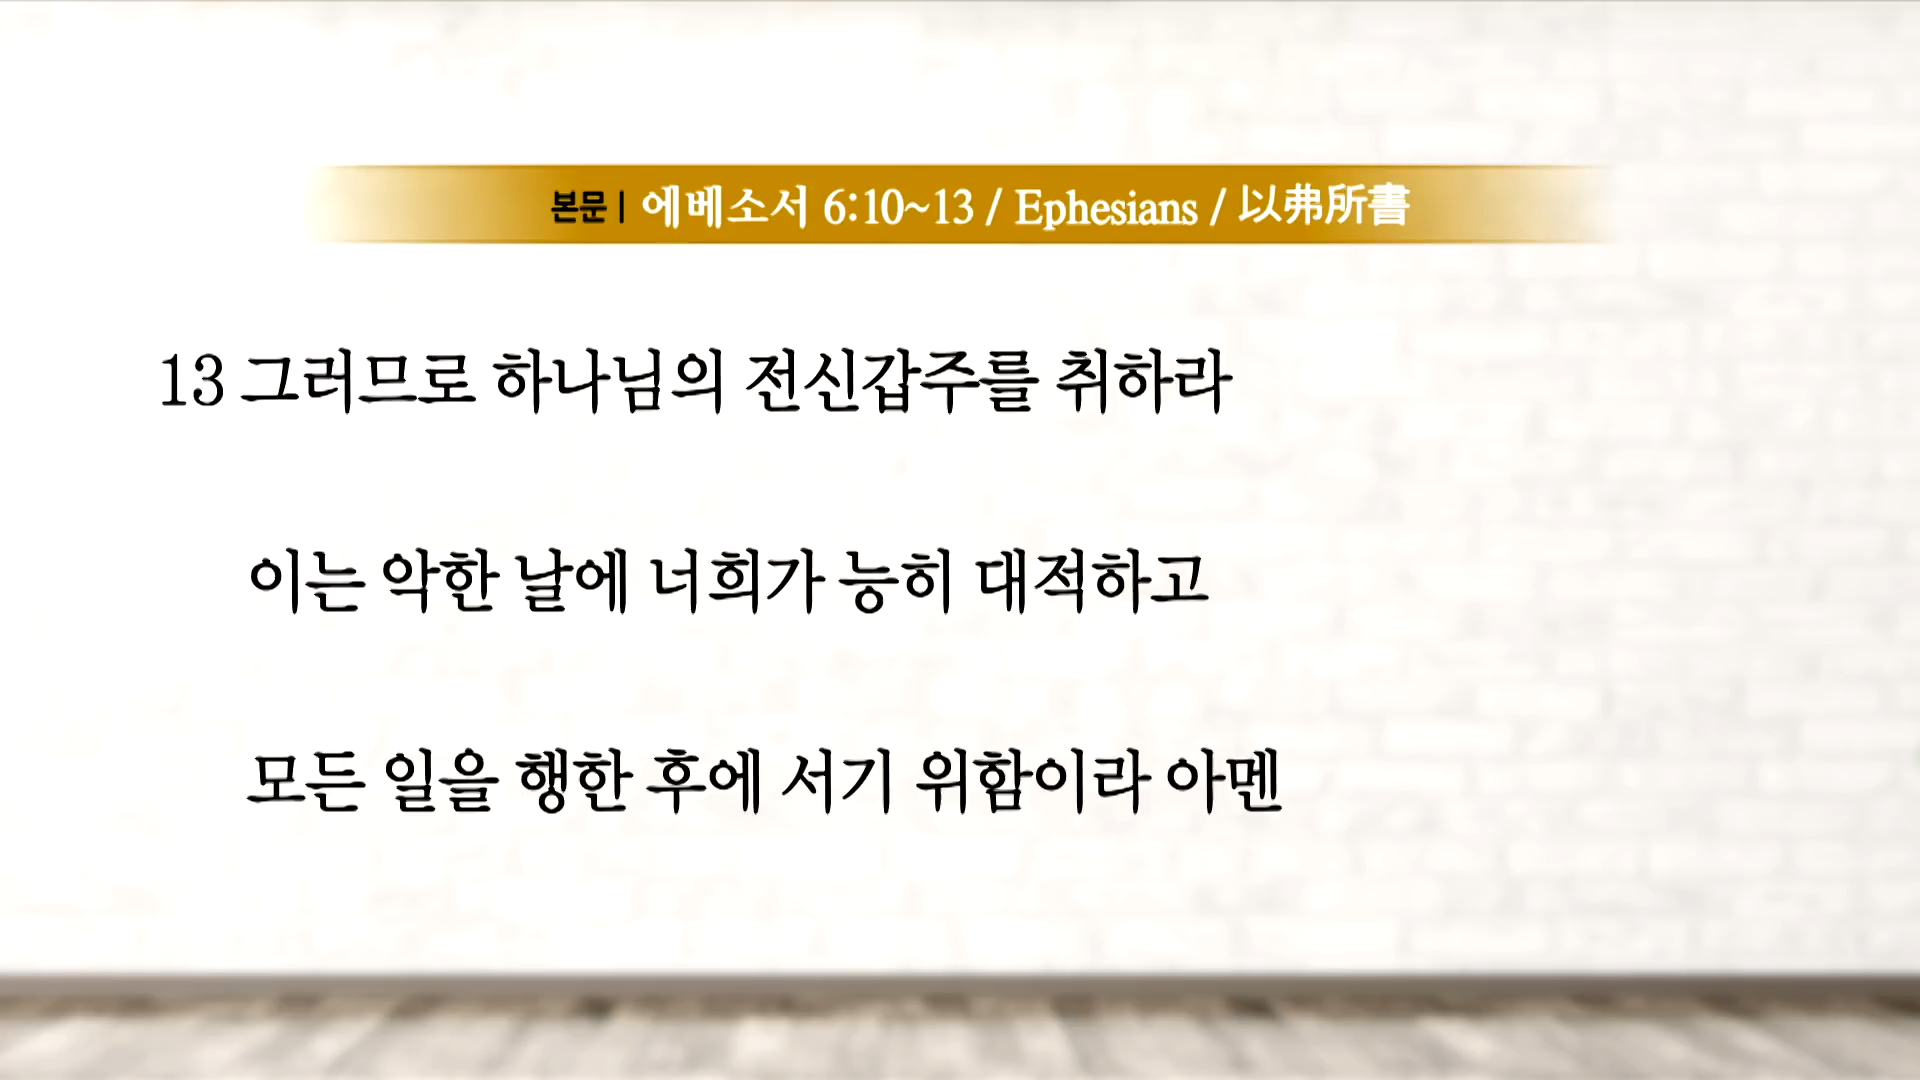 본문 | 에베소서 6:10~13 / Ephesians / 以弗所書
13 그러므로 하나님의 전신갑주를 취하라
이는 악한 날에 너희가 능히 대적하고
모든 일을 행한 후에 서기 위함이라 아멘